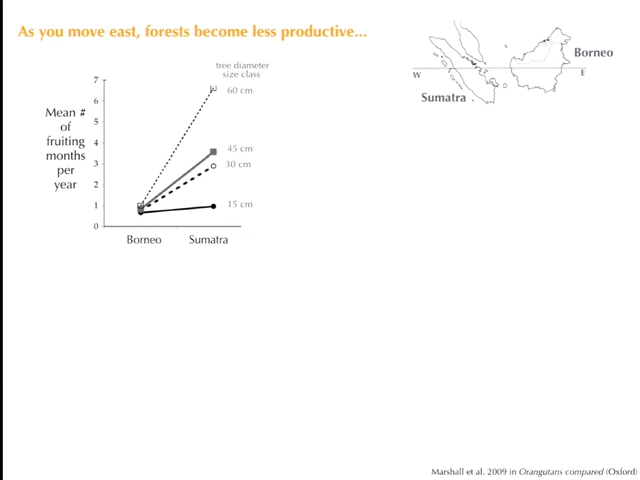 As you move east, forests become less productive...
Borneo
W
E
Sumatra
tree diameter
size class
60 cm
45 cm
30 cm
15 cm
Mean #
of
fruiting
months
per
year
7
6
5
4
3
2
1
0
Borneo
Sumatra
Marshall et al. 2009 in Orangutans compared (Oxford)